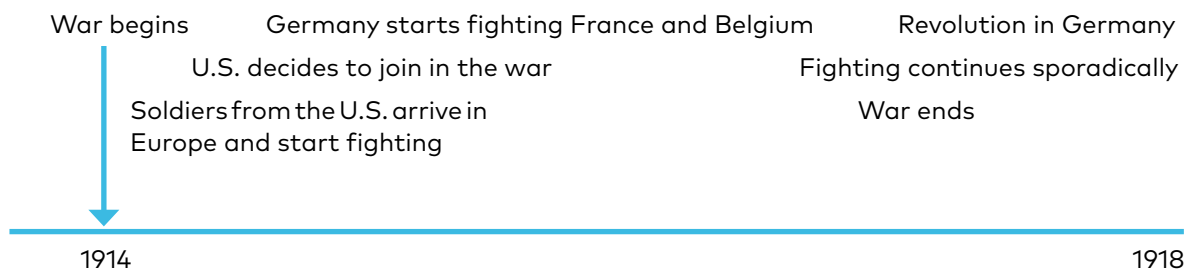 War begins Germany starts fighting France and Belgium Revolution in Germany
U.S. decides to join in the war Fighting continues sporadically
Soldiers from the U.S. arrive in War ends
Europe and start fighting
1914 1918